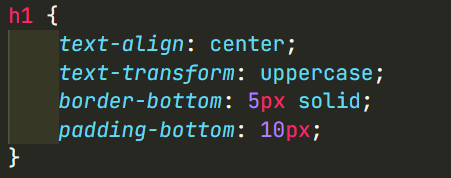 h1 {
    text-align: center;
    text-transform: uppercase;
    border-bottom: 5px solid;
    padding-bottom: 10px;
}